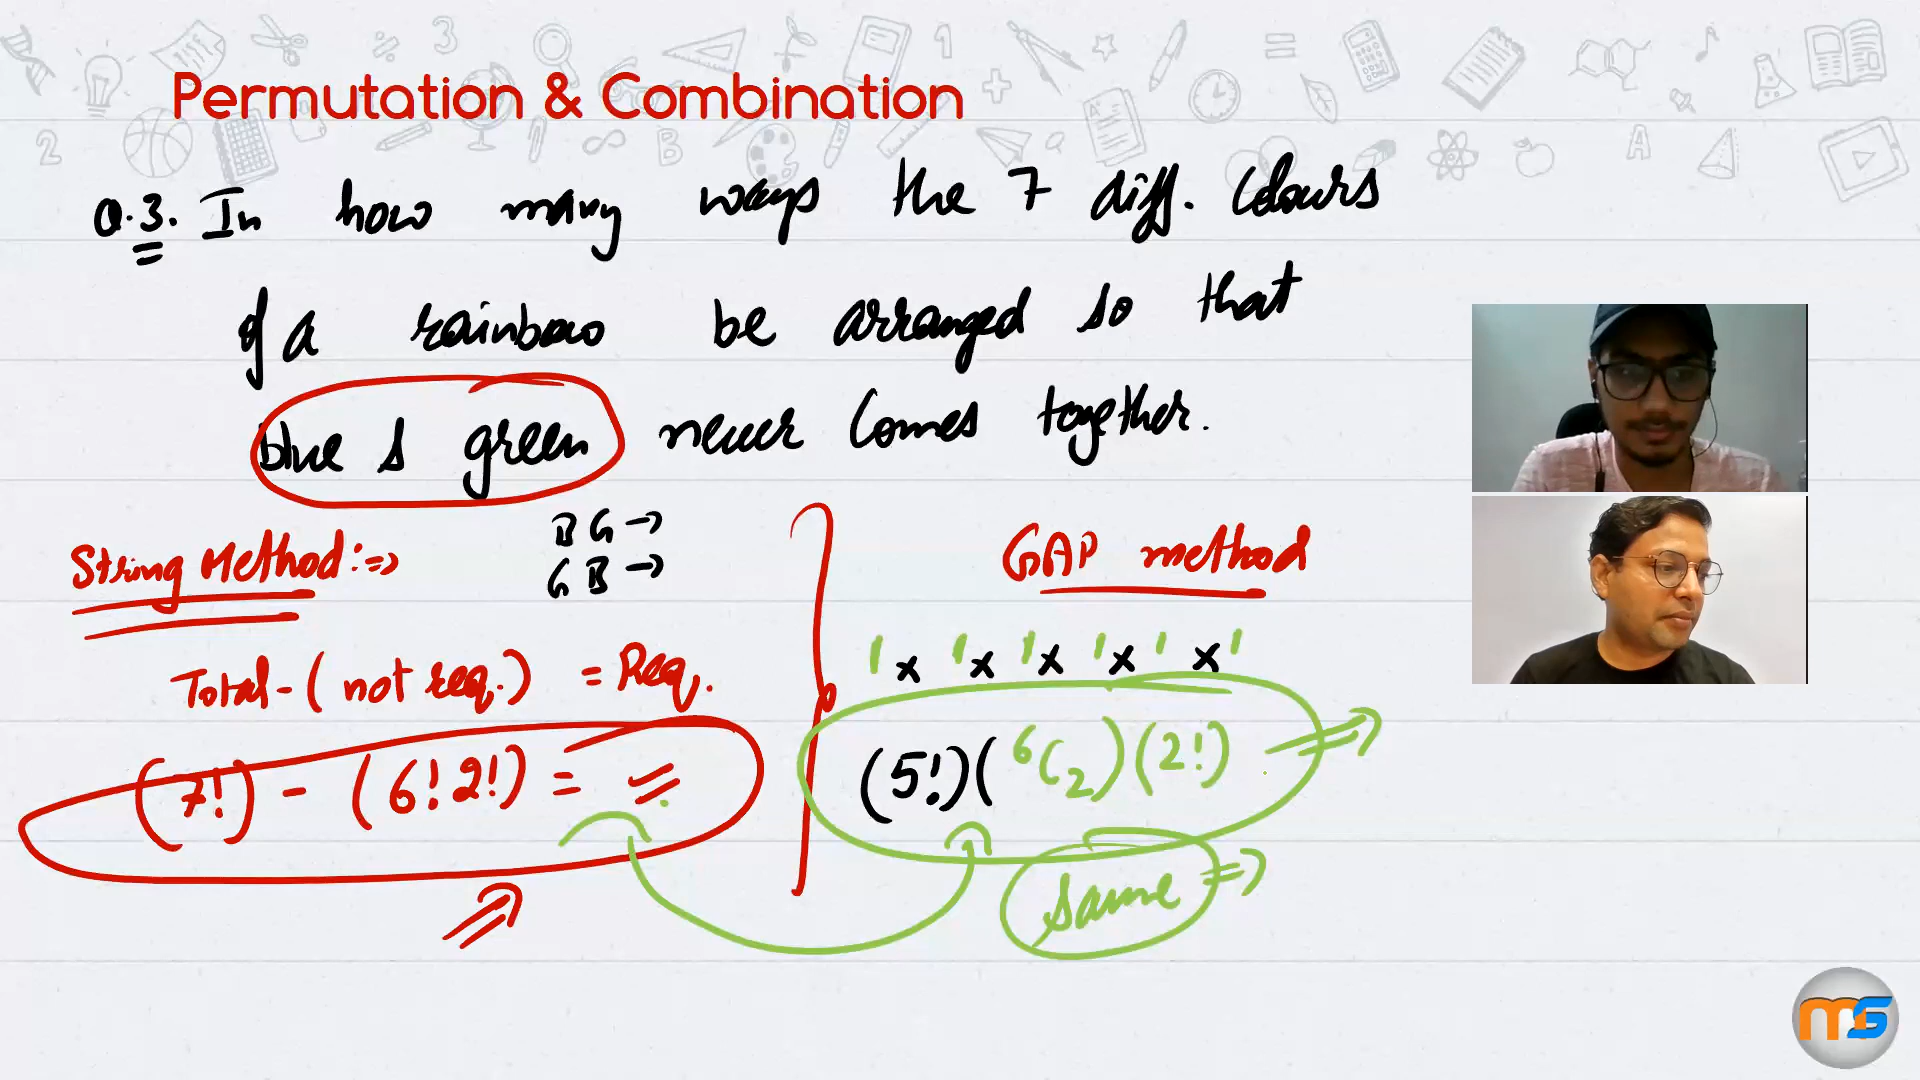 Permutation & Combination
Q.3. In how many ways the 7 diff. Colours
of a rainbow be arranged so that
blue & green never comes together.
String Method :⇒
BG →
GB →
Total - (not req.) = Req.
(7!) - (6! 2!) =
GAP method
| x | x | x | x | x |
(5!)(⁶C₂)(2!) ⇒
Same ⇒
MG